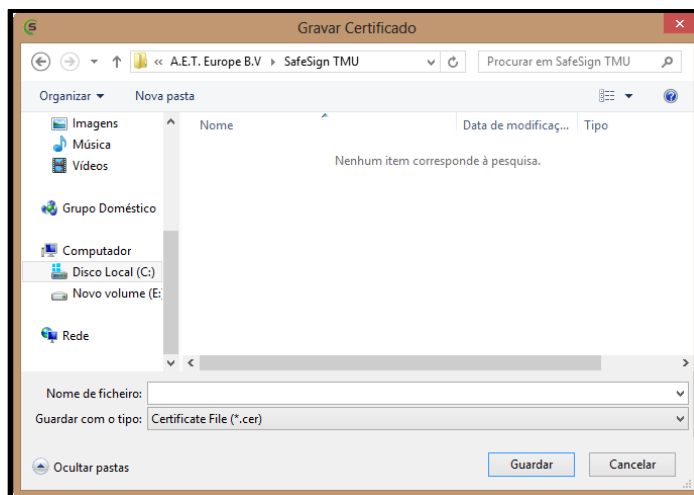 Gravar Certificado
« A.E.T. Europe B.V SafeSign TMU
Procurar em SafeSign TMU
Organizar Nova pasta
Imagens
Música
Vídeos
Grupo Doméstico
Computador
Disco Local (C:)
Novo volume (E:
Rede
Nome Data de modificaç... Tipo
Nenhum item corresponde à pesquisa.
Nome de ficheiro:
Guardar com o tipo: Certificate File (*.cer)
Ocultar pastas Guardar Cancelar